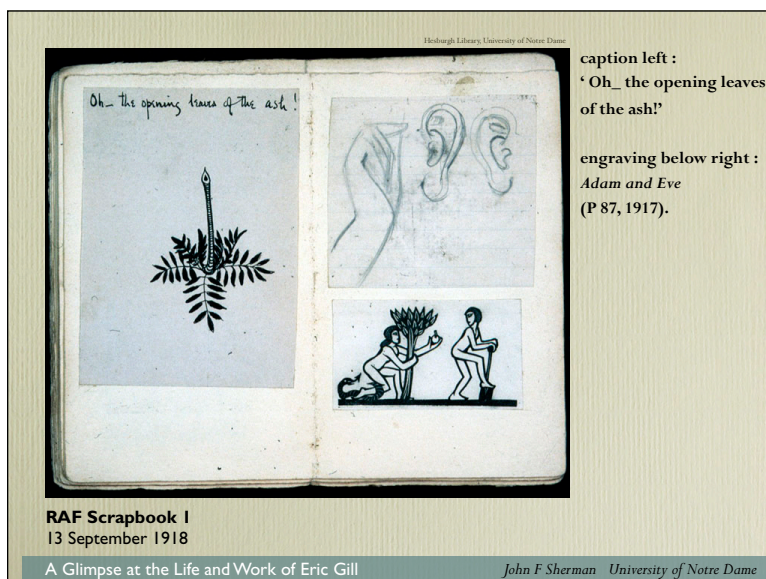 Hesburgh Library, University of Notre Dame
Oh_ the opening leaves of the ash!
caption left :
‘ Oh_ the opening leaves
of the ash!’
engraving below right :
Adam and Eve
(P 87, 1917).
RAF Scrapbook 1
13 September 1918
A Glimpse at the Life and Work of Eric Gill
John F Sherman University of Notre Dame